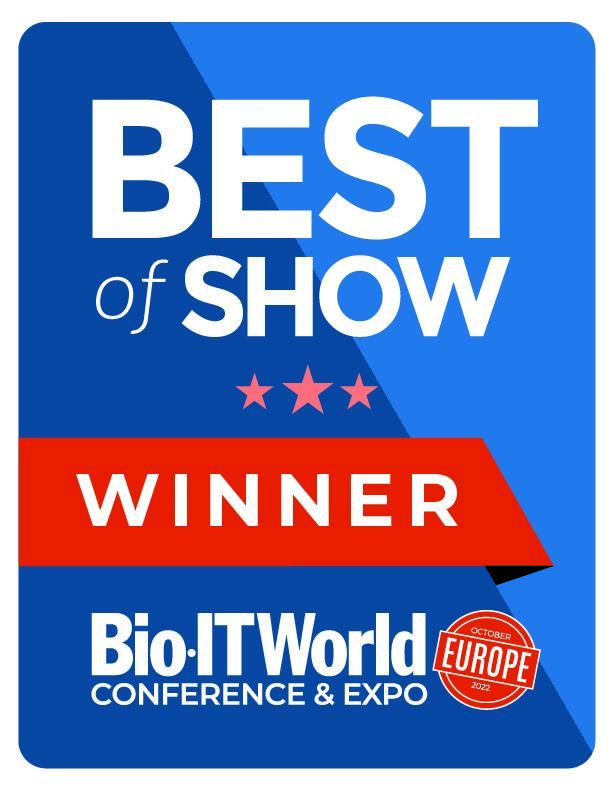 BEST
of SHOW
WINNER
Bio·ITWorld
CONFERENCE & EXPO
OCTOBER
EUROPE
2022